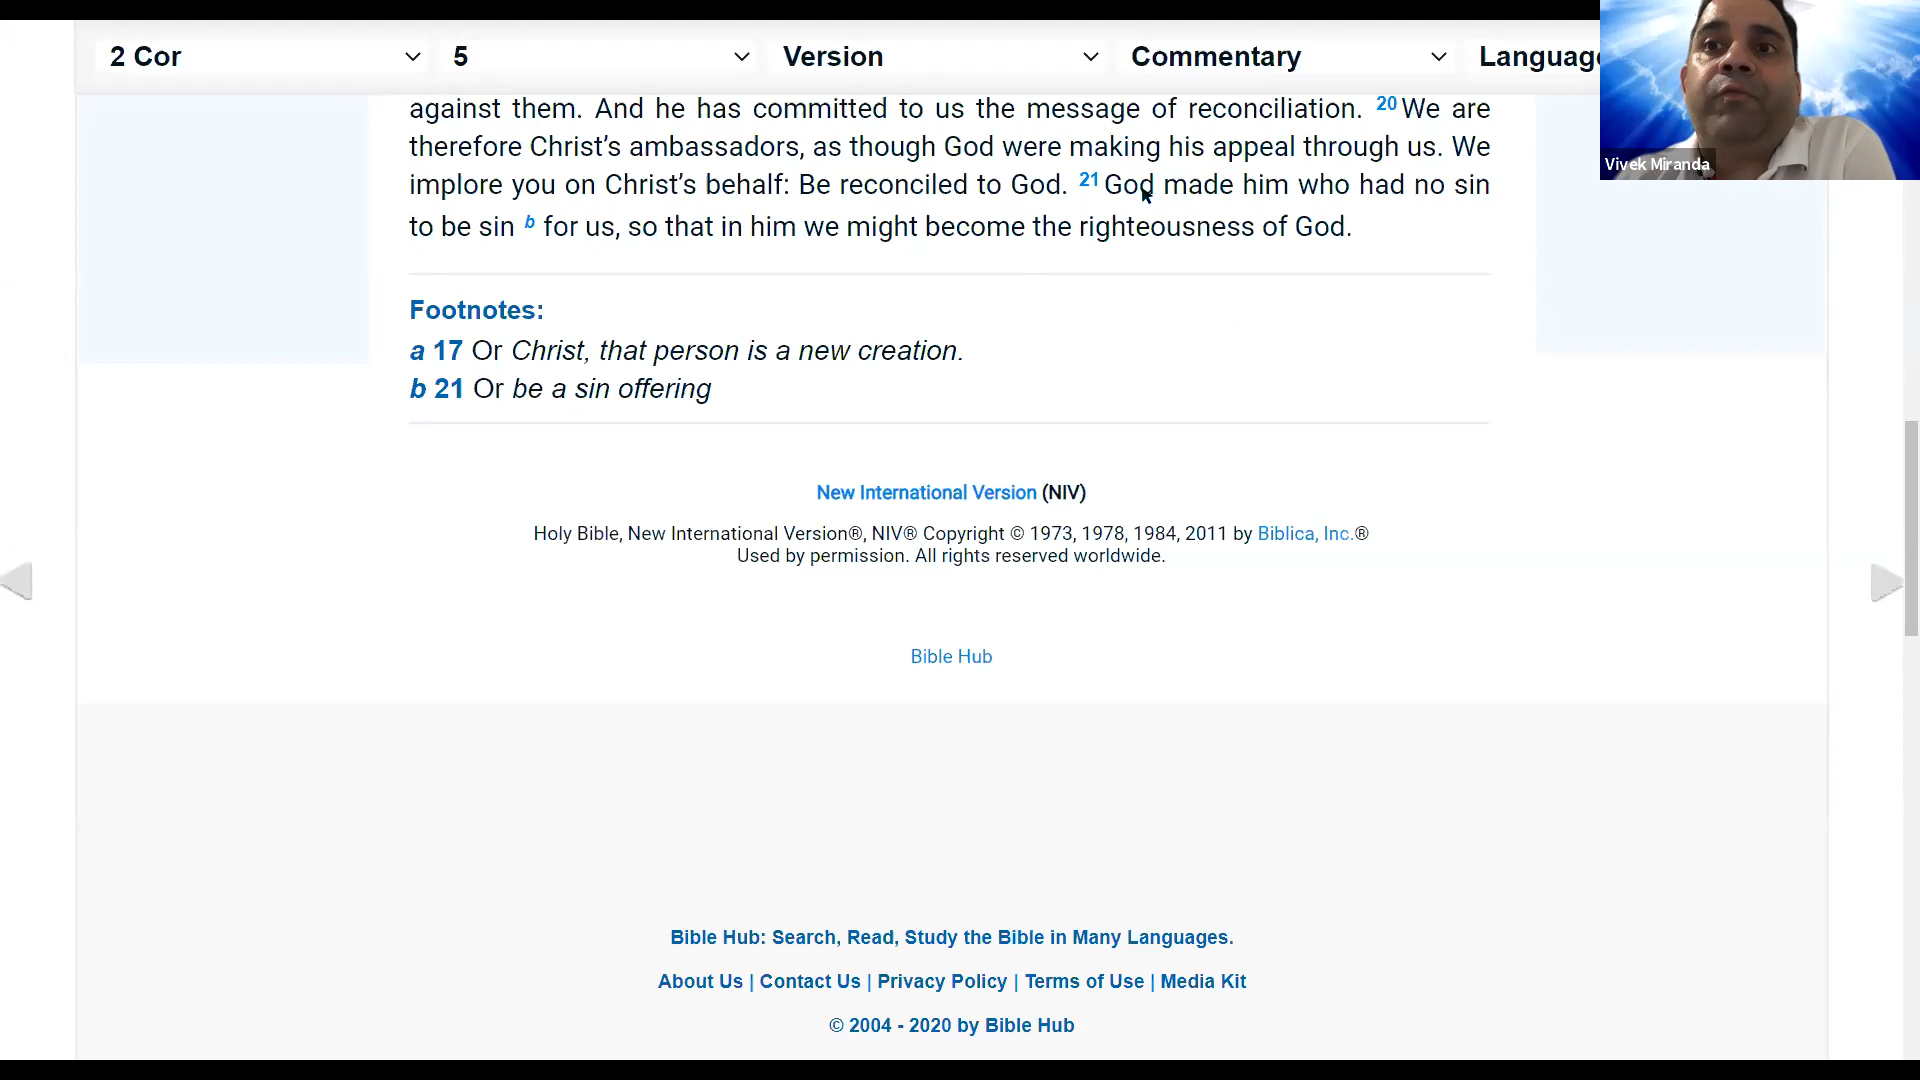 2 Cor 5 Version Commentary Language
Vivek Miranda
against them. And he has committed to us the message of reconciliation. 20 We are
therefore Christ’s ambassadors, as though God were making his appeal through us. We
implore you on Christ’s behalf: Be reconciled to God. 21 God made him who had no sin
to be sin b for us, so that in him we might become the righteousness of God.
Footnotes:
a 17 Or Christ, that person is a new creation.
b 21 Or be a sin offering
New International Version (NIV)
Holy Bible, New International Version®, NIV® Copyright © 1973, 1978, 1984, 2011 by Biblica, Inc.®
Used by permission. All rights reserved worldwide.
Bible Hub
Bible Hub: Search, Read, Study the Bible in Many Languages.
About Us | Contact Us | Privacy Policy | Terms of Use | Media Kit
© 2004 - 2020 by Bible Hub